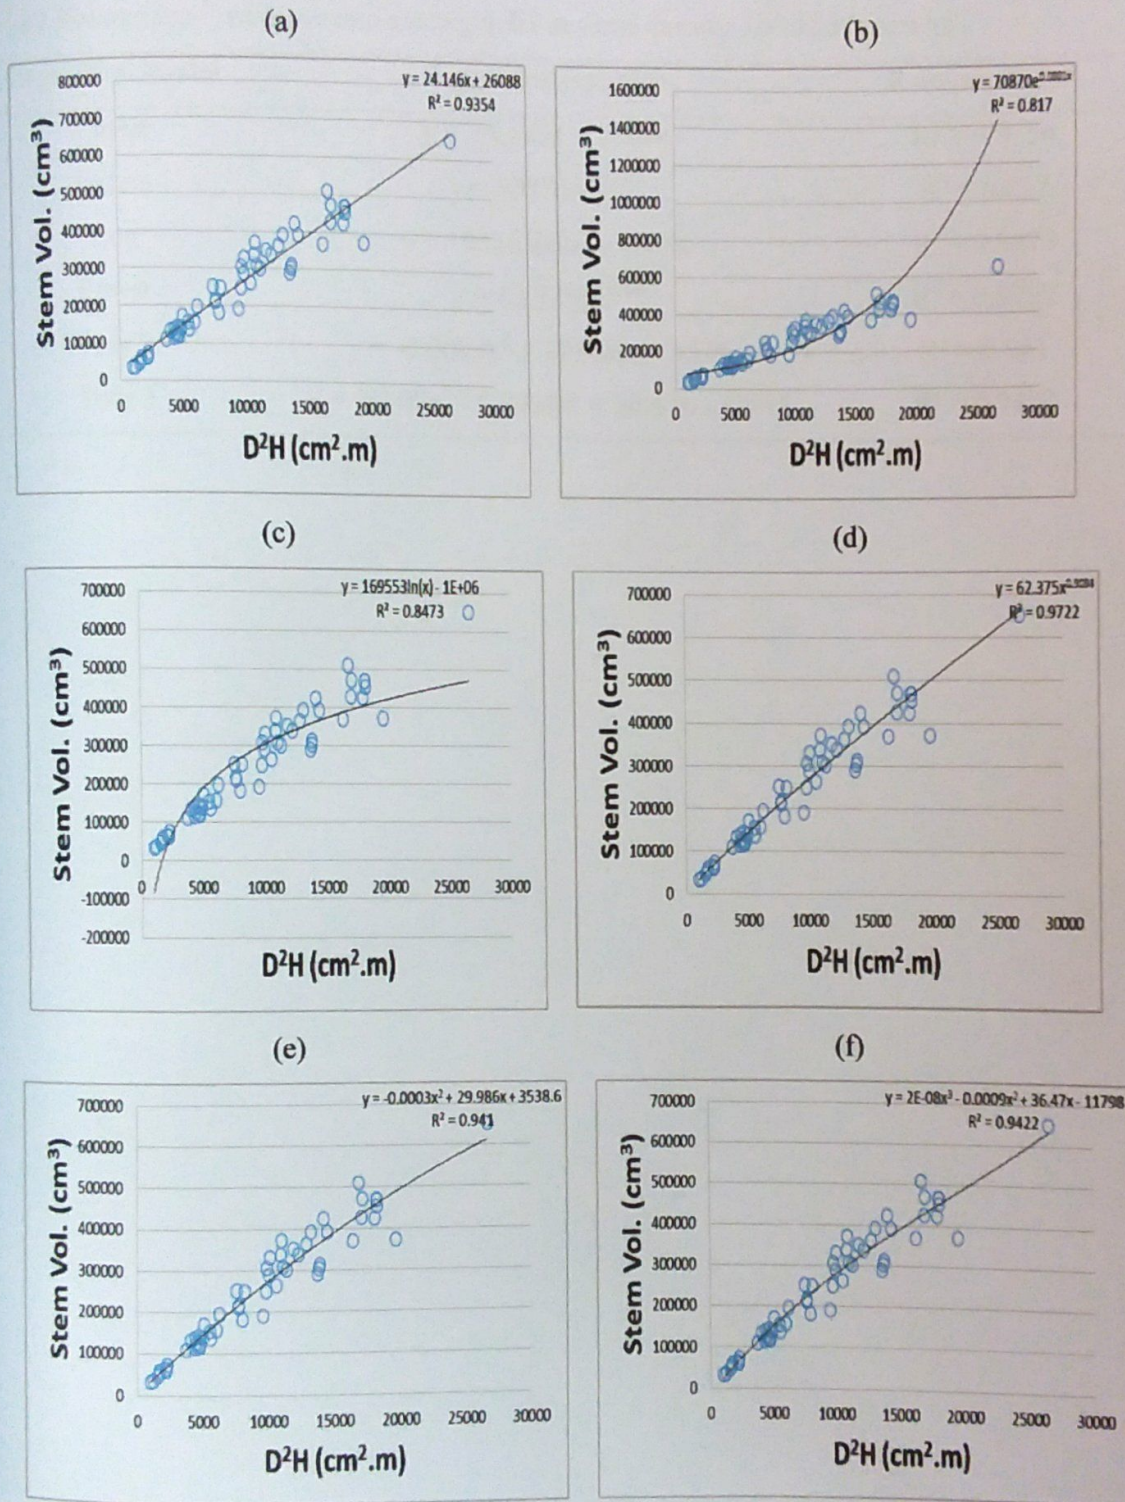 (a)
y = 24.146x + 26088
R² = 0.9354
Stem Vol. (cm³)
800000
700000
600000
500000
400000
300000
200000
100000
0
0 5000 10000 15000 20000 25000 30000
D²H (cm².m)
(b)
y = 70870e
R² = 0.817
Stem Vol. (cm³)
1600000
1400000
1200000
1000000
800000
600000
400000
200000
0
0 5000 10000 15000 20000 25000 30000
D²H (cm².m)
(c)
y = 169553ln(x) - 1E+06
R² = 0.8473
Stem Vol. (cm³)
700000
600000
500000
400000
300000
200000
100000
0
-100000
-200000
0 5000 10000 15000 20000 25000 30000
D²H (cm².m)
(d)
y = 62.375x
R² = 0.9722
Stem Vol. (cm³)
700000
600000
500000
400000
300000
200000
100000
0
0 5000 10000 15000 20000 25000 30000
D²H (cm².m)
(e)
y = -0.0003x² + 29.986x + 3538.6
R² = 0.941
Stem Vol. (cm³)
700000
600000
500000
400000
300000
200000
100000
0
0 5000 10000 15000 20000 25000 30000
D²H (cm².m)
(f)
y = 2E-08x³ - 0.0009x² + 36.47x - 11798
R² = 0.9422
Stem Vol. (cm³)
700000
600000
500000
400000
300000
200000
100000
0
0 5000 10000 15000 20000 25000 30000
D²H (cm².m)